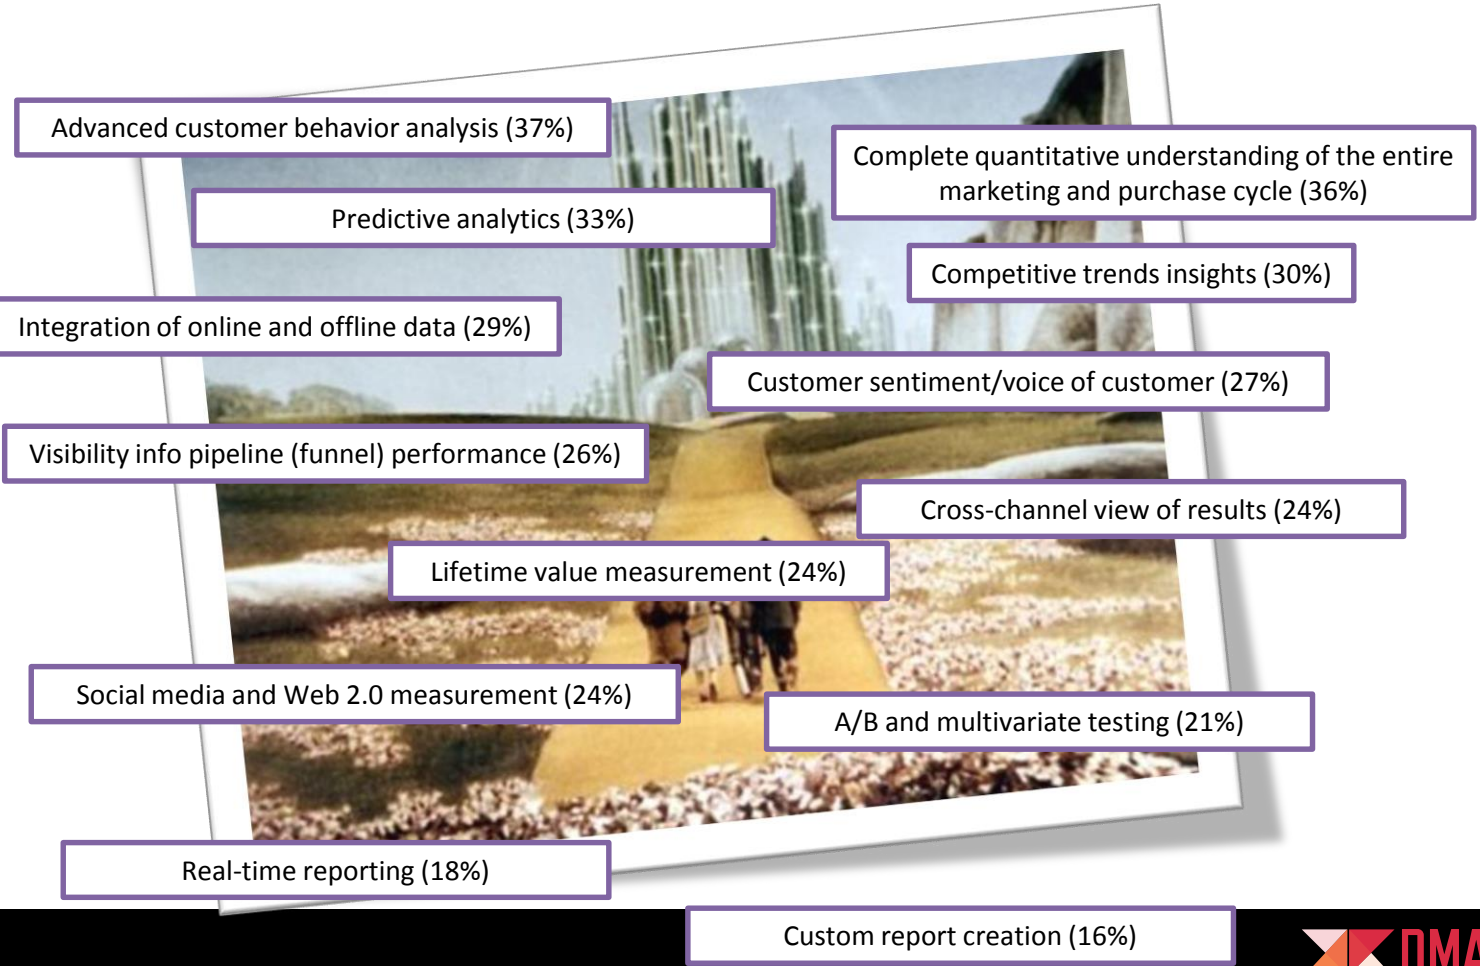 Advanced customer behavior analysis (37%)
Complete quantitative understanding of the entire
marketing and purchase cycle (36%)
Predictive analytics (33%)
Competitive trends insights (30%)
Integration of online and offline data (29%)
Customer sentiment/voice of customer (27%)
Visibility info pipeline (funnel) performance (26%)
Cross-channel view of results (24%)
Lifetime value measurement (24%)
Social media and Web 2.0 measurement (24%)
A/B and multivariate testing (21%)
Real-time reporting (18%)
Custom report creation (16%)
DMA